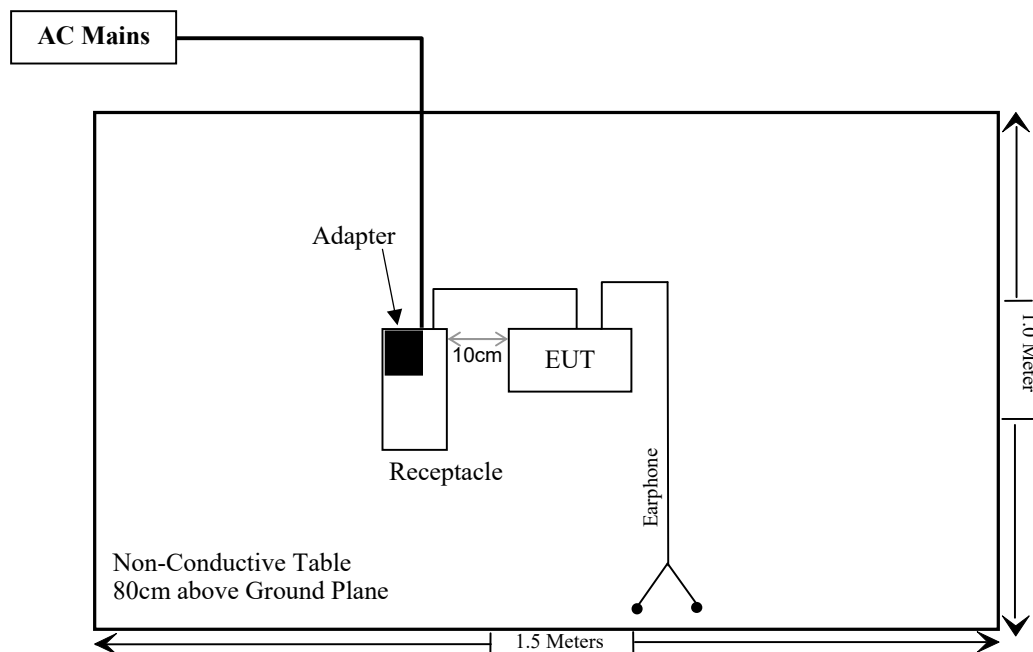 AC Mains
Adapter
10cm
EUT
Receptacle
Earphone
1.0 Meter
Non-Conductive Table
80cm above Ground Plane
1.5 Meters